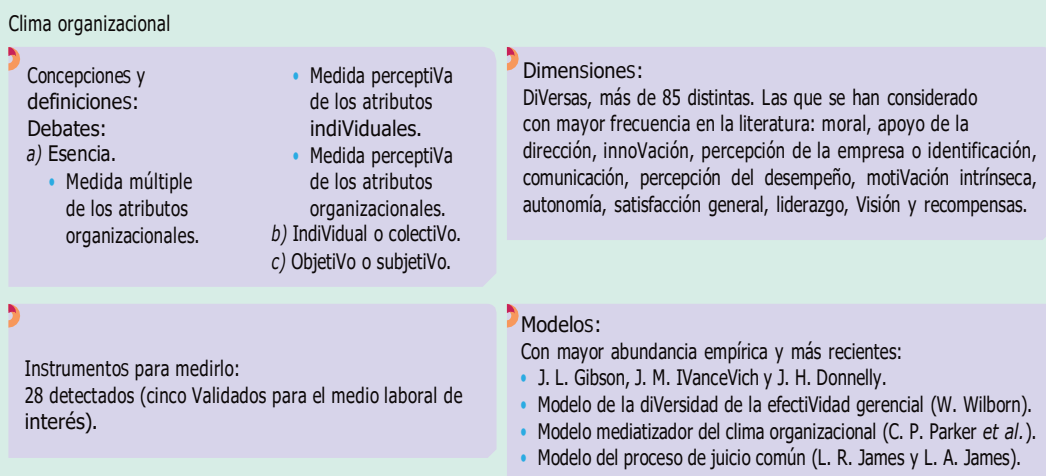 Clima organizacional
Concepciones y
definiciones:
Debates:
a) Esencia.
• Medida múltiple
de los atributos
organizacionales.
• Medida perceptiVa
de los atributos
indiViduales.
• Medida perceptiVa
de los atributos
organizacionales.
b) IndiVidual o colectiVo.
c) ObjetiVo o subjetiVo.
Dimensiones:
DiVersas, más de 85 distintas. Las que se han considerado
con mayor frecuencia en la literatura: moral, apoyo de la
dirección, innoVación, percepción de la empresa o identificación,
comunicación, percepción del desempeño, motiVación intrínseca,
autonomía, satisfacción general, liderazgo, Visión y recompensas.
Instrumentos para medirlo:
28 detectados (cinco Validados para el medio laboral de
interés).
Modelos:
Con mayor abundancia empírica y más recientes:
• J. L. Gibson, J. M. IVanceVich y J. H. Donnelly.
• Modelo de la diVersidad de la efectiVidad gerencial (W. Wilborn).
• Modelo mediatizador del clima organizacional (C. P. Parker et al.).
• Modelo del proceso de juicio común (L. R. James y L. A. James).